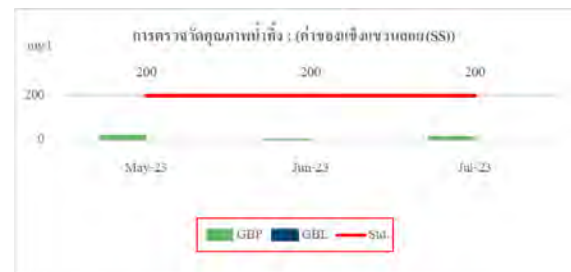 การตรวจวัดคุณภาพน้ำทิ้ง : (ค่าของแข็งแขวนลอย(SS))
mg/l
200 200 200
200
0
May-23 Jun-23 Jul-23
GBP GBL Std.